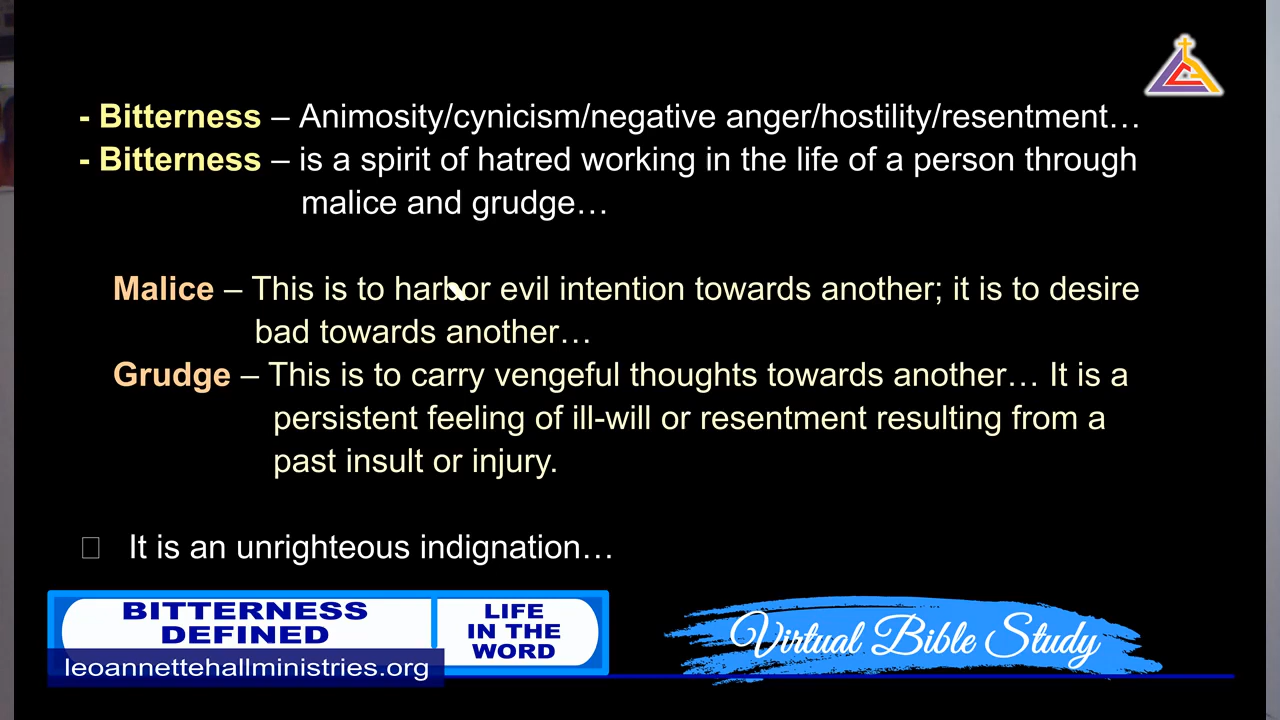 - Bitterness – Animosity/cynicism/negative anger/hostility/resentment…
- Bitterness – is a spirit of hatred working in the life of a person through
malice and grudge…
Malice – This is to harbor evil intention towards another; it is to desire
bad towards another…
Grudge – This is to carry vengeful thoughts towards another… It is a
persistent feeling of ill-will or resentment resulting from a
past insult or injury.
It is an unrighteous indignation…
BITTERNESS
DEFINED
LIFE
IN THE
WORD
leoannettehallministries.org
Virtual Bible Study